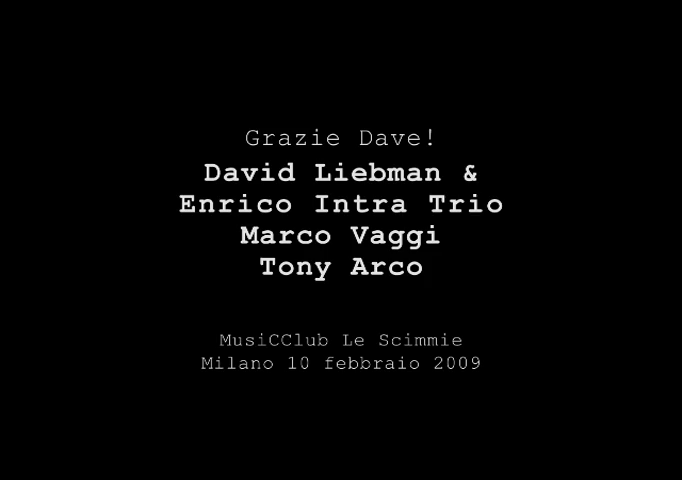 Grazie Dave!
David Liebman &
Enrico Intra Trio
Marco Vaggi
Tony Arco
MusiCClub Le Scimmie
Milano 10 febbraio 2009